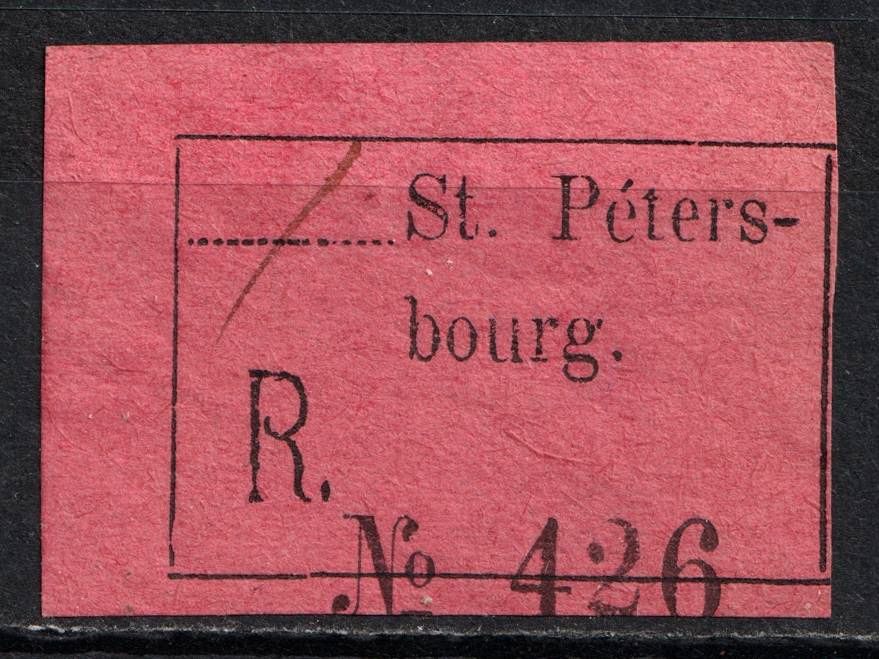 St. Péters-
bourg.
R.
No 426